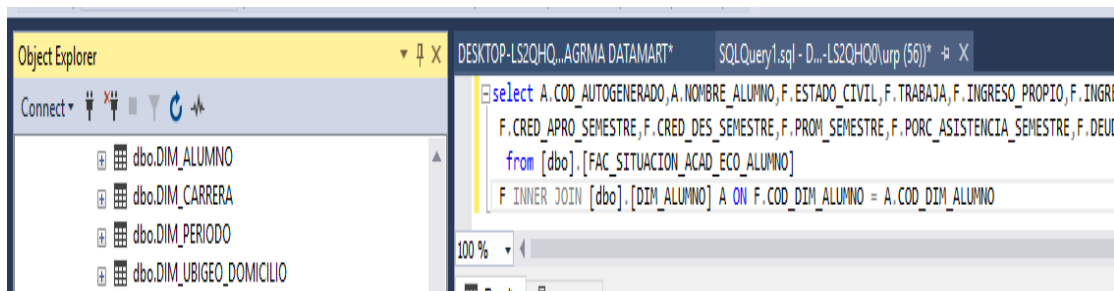 Object Explorer
Connect
dbo.DIM_ALUMNO
dbo.DIM_CARRERA
dbo.DIM_PERIODO
dbo.DIM_UBIGEO_DOMICILIO
DESKTOP-LS2QHQ...AGRMA DATAMART* SQLQuery1.sql - D...-LS2QHQ0\urp (56))*
select A.COD_AUTOGENERADO,A.NOMBRE_ALUMNO,F.ESTADO_CIVIL,F.TRABAJA,F.INGRESO_PROPIO,F.INGRE
F.CRED_APRO_SEMESTRE,F.CRED_DES_SEMESTRE,F.PROM_SEMESTRE,F.PORC_ASISTENCIA_SEMESTRE,F.DEUD
from [dbo].[FAC_SITUACION_ACAD_ECO_ALUMNO]
F INNER JOIN [dbo].[DIM_ALUMNO] A ON F.COD_DIM_ALUMNO = A.COD_DIM_ALUMNO
100 %